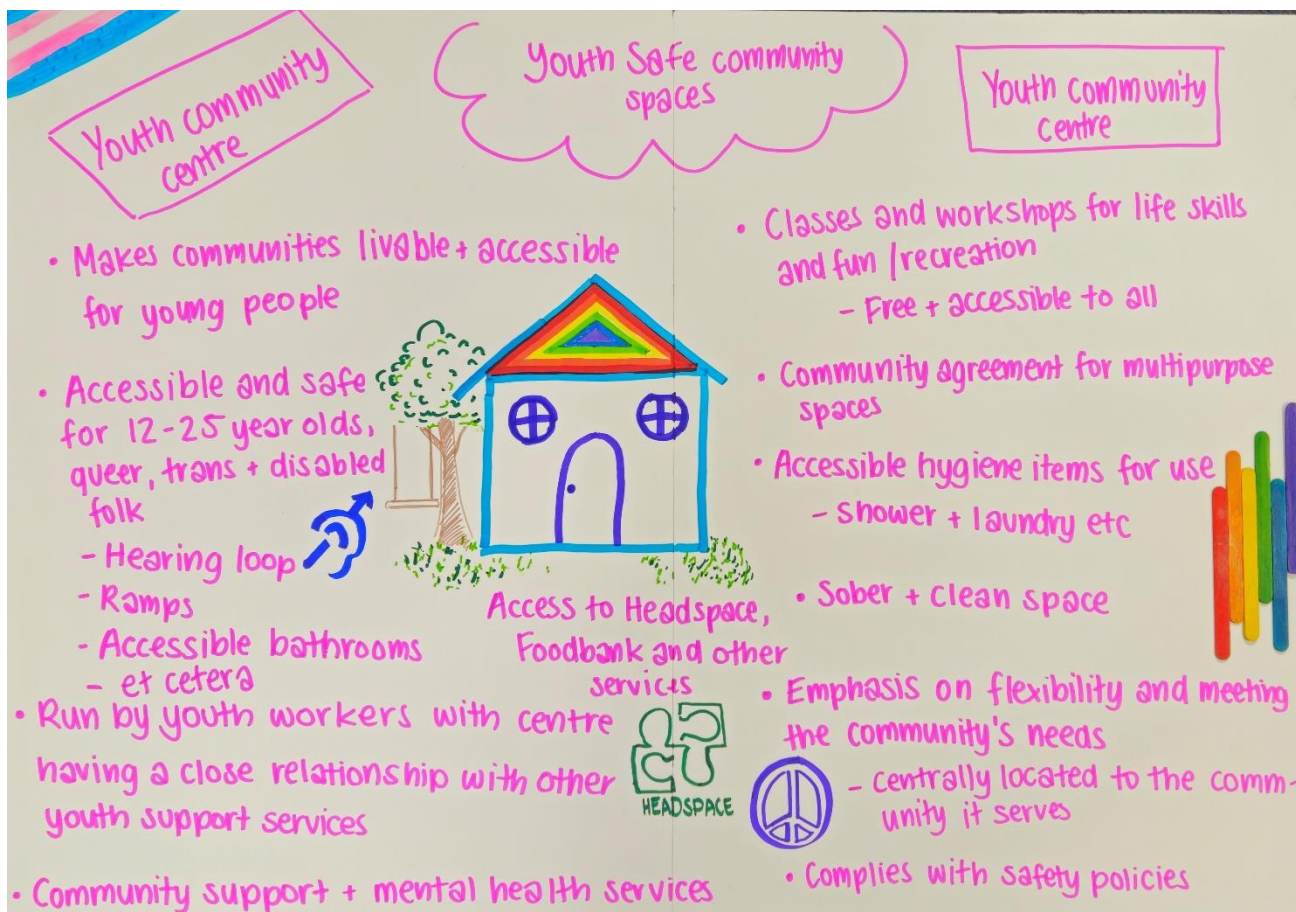 Youth community
centre
Youth Safe community
spaces
Youth community
centre
• Makes communities livable + accessible
for young people
• Accessible and safe
for 12-25 year olds,
queer, trans + disabled
folk
- Hearing loop
- Ramps
- Accessible bathrooms
- et cetera
• Run by youth workers with centre
having a close relationship with other
youth support services
• Community support + mental health services
Access to Headspace,
Foodbank and other
services
HEADSPACE
• Classes and workshops for life skills
and fun / recreation
- Free + accessible to all
• Community agreement for multipurpose
spaces
• Accessible hygiene items for use
- shower + laundry etc
• Sober + clean space
• Emphasis on flexibility and meeting
the community's needs
- centrally located to the comm-
unity it serves
• Complies with safety policies